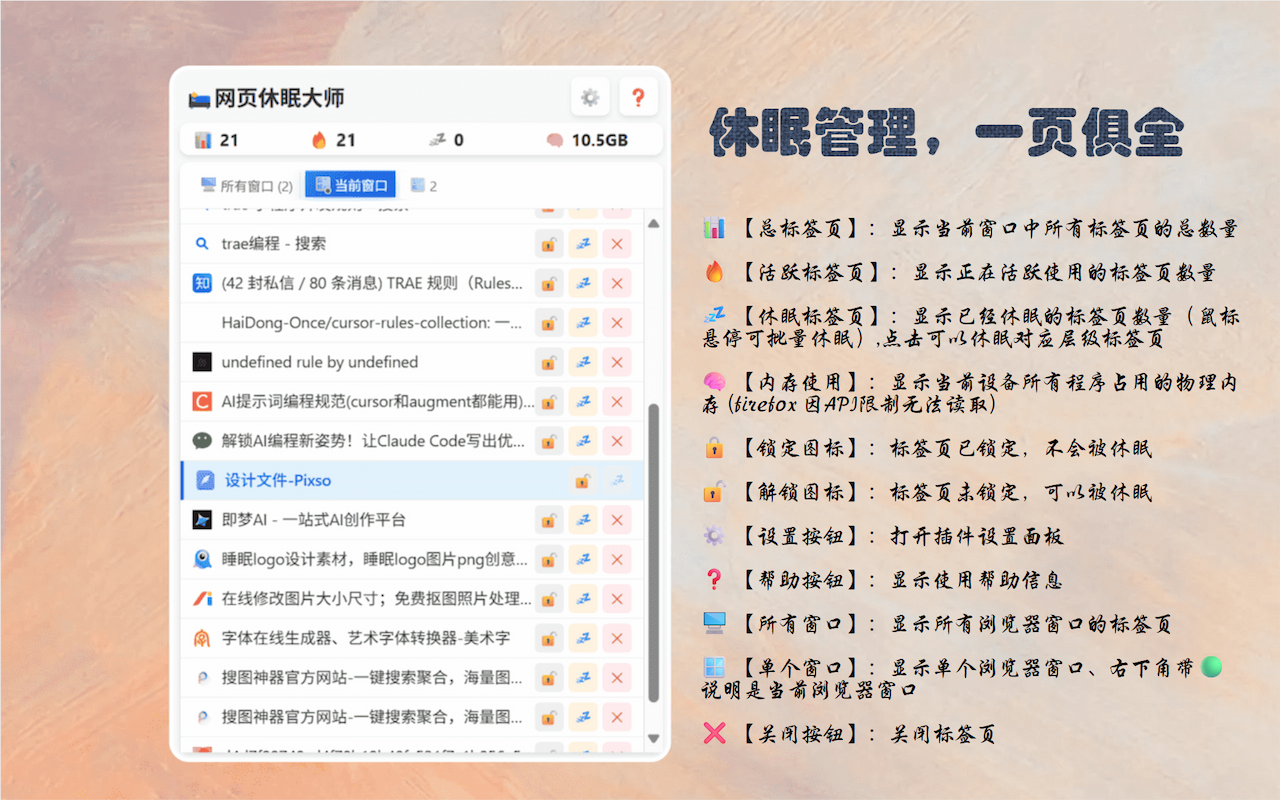 网页休眠大师
21
21
0
10.5GB
所有窗口 (2)
当前窗口
2
trae编程 - 搜索
(42 封私信 / 80 条消息) TRAE 规则（Rules...
HaiDong-Once/cursor-rules-collection: 一...
undefined rule by undefined
AI提示词编程规范(cursor和augment都能用)...
解锁AI编程新姿势！让Claude Code写出优...
设计文件-Pixso
即梦AI - 一站式AI创作平台
睡眠logo设计素材，睡眠logo图片png创意...
在线修改图片大小尺寸；免费抠图照片处理...
字体在线生成器、艺术字体转换器-美术字
搜图神器官方网站-一键搜索聚合，海量图...
搜图神器官方网站-一键搜索聚合，海量图...
休眠管理，一页俱全
【总标签页】：显示当前窗口中所有标签页的总数量
【活跃标签页】：显示正在活跃使用的标签页数量
【休眠标签页】：显示已经休眠的标签页数量（鼠标
悬停可批量休眠）,点击可以休眠对应层级标签页
【内存使用】：显示当前设备所有程序占用的物理内
存(firefox 因API限制无法读取)
【锁定图标】：标签页已锁定，不会被休眠
【解锁图标】：标签页未锁定，可以被休眠
【设置按钮】：打开插件设置面板
【帮助按钮】：显示使用帮助信息
【所有窗口】：显示所有浏览器窗口的标签页
【单个窗口】：显示单个浏览器窗口、右下角带
说明是当前浏览器窗口
【关闭按钮】：关闭标签页